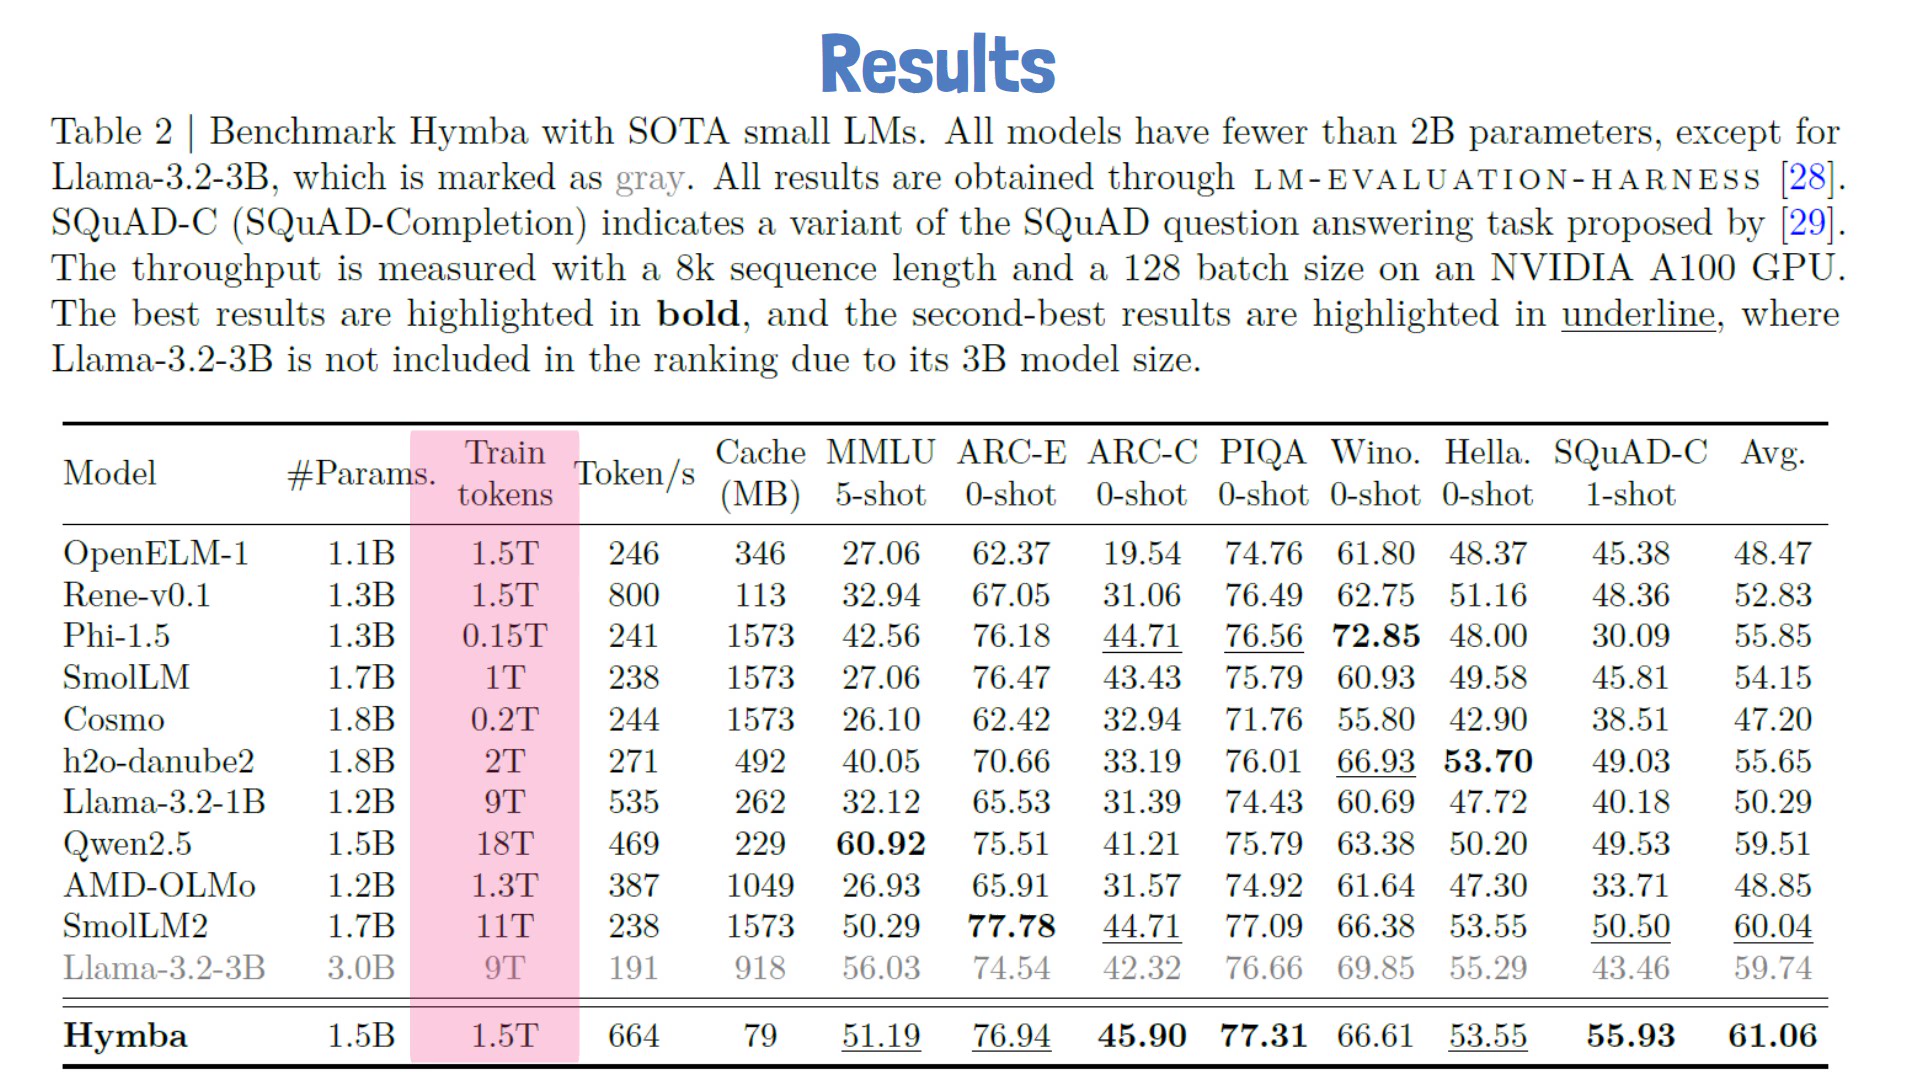 Results
Table 2 | Benchmark Hymba with SOTA small LMs. All models have fewer than 2B parameters, except for
Llama-3.2-3B, which is marked as gray. All results are obtained through LM-EVALUATION-HARNESS [28].
SQuAD-C (SQuAD-Completion) indicates a variant of the SQuAD question answering task proposed by [29].
The throughput is measured with a 8k sequence length and a 128 batch size on an NVIDIA A100 GPU.
The best results are highlighted in bold, and the second-best results are highlighted in underline, where
Llama-3.2-3B is not included in the ranking due to its 3B model size.
Model #Params. Train tokens Token/s Cache (MB) MMLU 5-shot ARC-E 0-shot ARC-C 0-shot PIQA 0-shot Wino. 0-shot Hella. 0-shot SQuAD-C 1-shot Avg.
OpenELM-1 1.1B 1.5T 246 346 27.06 62.37 19.54 74.76 61.80 48.37 45.38 48.47
Rene-v0.1 1.3B 1.5T 800 113 32.94 67.05 31.06 76.49 62.75 51.16 48.36 52.83
Phi-1.5 1.3B 0.15T 241 1573 42.56 76.18 44.71 76.56 72.85 48.00 30.09 55.85
SmolLM 1.7B 1T 238 1573 27.06 76.47 43.43 75.79 60.93 49.58 45.81 54.15
Cosmo 1.8B 0.2T 244 1573 26.10 62.42 32.94 71.76 55.80 42.90 38.51 47.20
h2o-danube2 1.8B 2T 271 492 40.05 70.66 33.19 76.01 66.93 53.70 49.03 55.65
Llama-3.2-1B 1.2B 9T 535 262 32.12 65.53 31.39 74.43 60.69 47.72 40.18 50.29
Qwen2.5 1.5B 18T 469 229 60.92 75.51 41.21 75.79 63.38 50.20 49.53 59.51
AMD-OLMo 1.2B 1.3T 387 1049 26.93 65.91 31.57 74.92 61.64 47.30 33.71 48.85
SmolLM2 1.7B 11T 238 1573 50.29 77.78 44.71 77.09 66.38 53.55 50.50 60.04
Llama-3.2-3B 3.0B 9T 191 918 56.03 74.54 42.32 76.66 69.85 55.29 43.46 59.74
Hymba 1.5B 1.5T 664 79 51.19 76.94 45.90 77.31 66.61 53.55 55.93 61.06